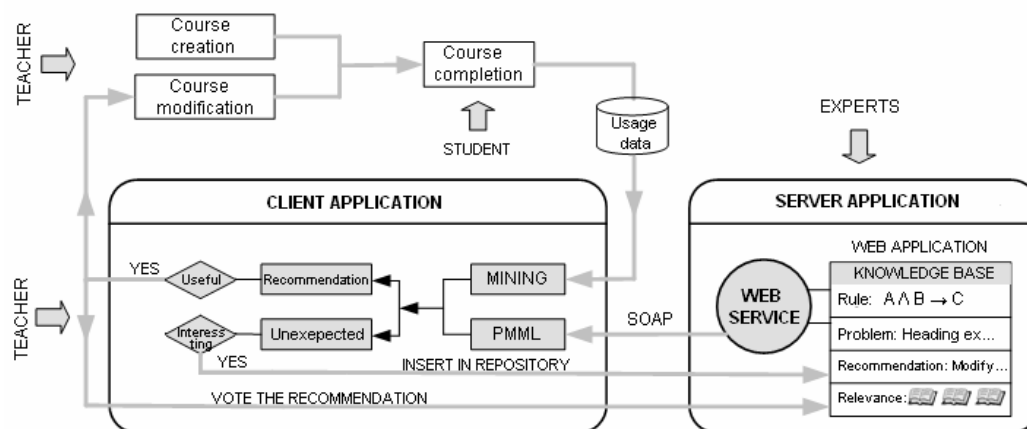 TEACHER
Course
creation
Course
modification
Course
completion
STUDENT
Usage
data
EXPERTS
TEACHER
CLIENT APPLICATION
YES
Useful
Recommendation
MINING
Interess
ting
Unexepected
PMML
YES
INSERT IN REPOSITORY
VOTE THE RECOMMENDATION
SOAP
SERVER APPLICATION
WEB APPLICATION
WEB
SERVICE
KNOWLEDGE BASE
Rule: A Λ B → C
Problem: Heading ex...
Recommendation: Modify...
Relevance: